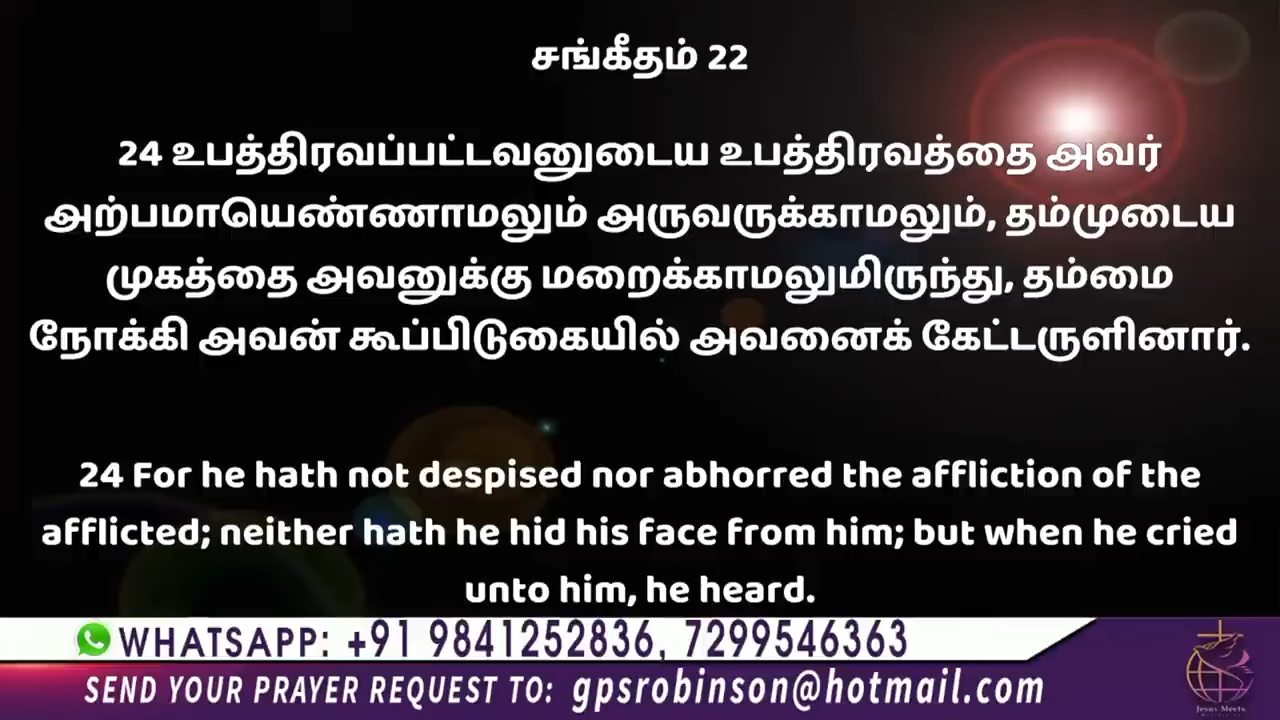 சங்கீதம் 22
24 உபத்திரவப்பட்டவனுடைய உபத்திரவத்தை அவர்
அற்பமாயெண்ணாமலும் அருவருக்காமலும், தம்முடைய
முகத்தை அவனுக்கு மறைக்காமலுமிருந்து, தம்மை
நோக்கி அவன் கூப்பிடுகையில் அவனைக் கேட்டருளினார்.
24 For he hath not despised nor abhorred the affliction of the
afflicted; neither hath he hid his face from him; but when he cried
unto him, he heard.
WHATSAPP: +91 9841252836, 7299546363
SEND YOUR PRAYER REQUEST TO: gpsrobinson@hotmail.com
Jesus Meets